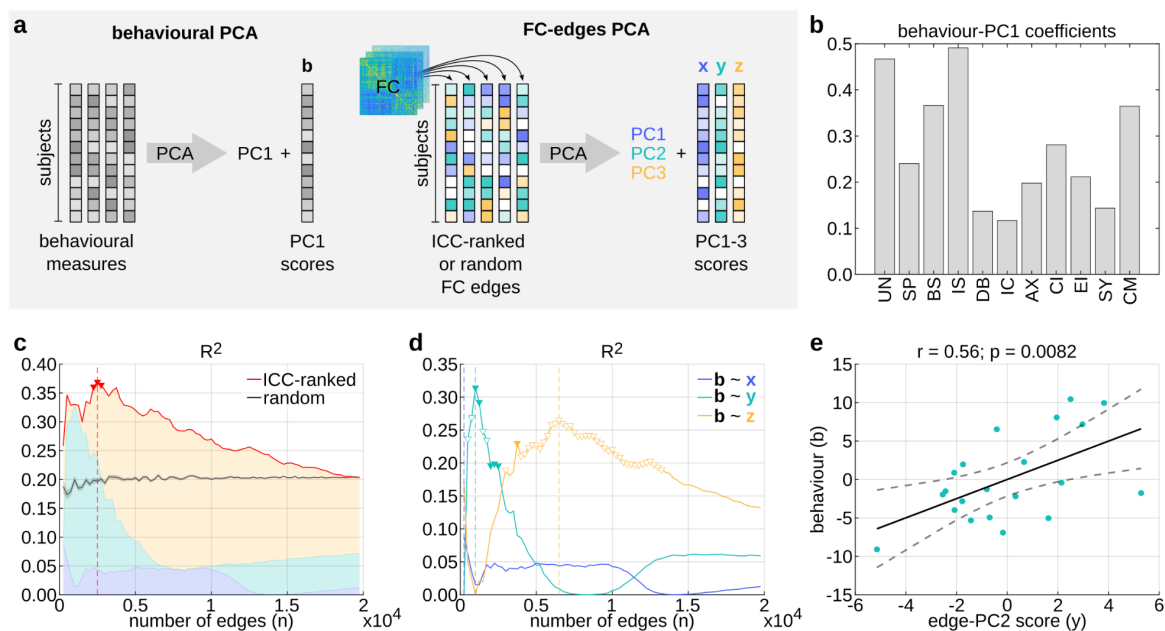 a
behavioural PCA
FC-edges PCA
b
FC
x y z
subjects
PCA
PC1 +
subjects
PCA
PC1
PC2
PC3
+
behavioural
measures
PC1
scores
ICC-ranked
or random
FC edges
PC1-3
scores
b
behaviour-PC1 coefficients
0.5
0.4
0.3
0.2
0.1
0.0
UN SP BS IS DB IC AX CI EI SY CM
c
R²
0.40
0.35
0.30
0.25
0.20
0.15
0.10
0.05
0.00
ICC-ranked
random
0 0.5 1.0 1.5 2.0
number of edges (n)
x10⁴
d
R²
0.35
0.30
0.25
0.20
0.15
0.10
0.05
0.00
b ~ x
b ~ y
b ~ z
0 0.5 1.0 1.5 2.0
number of edges (n)
x10⁴
e
r = 0.56; p = 0.0082
behaviour (b)
15
10
5
0
-5
-10
-15
-6 -4 -2 0 2 4 6
edge-PC2 score (y)